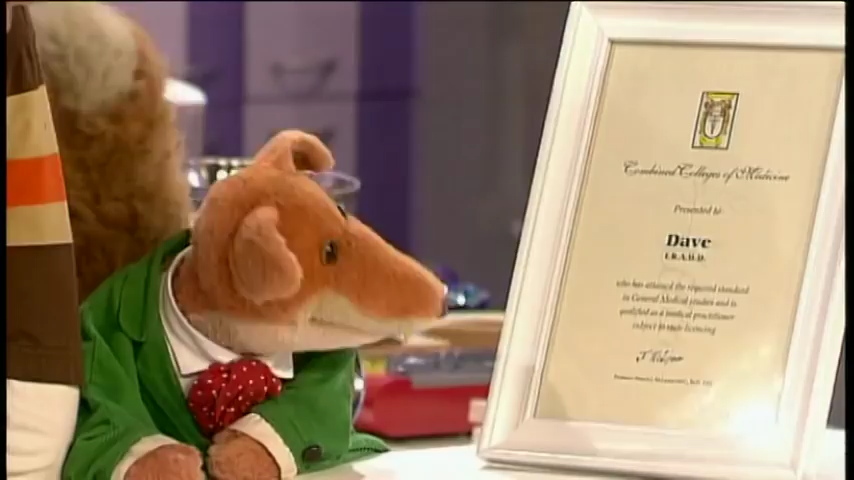 Combined Colleges of Medicine
Presented to
Dave
who has attained the required standard
in General Medical studies and is
qualified as a medical practitioner
subject to their licensing